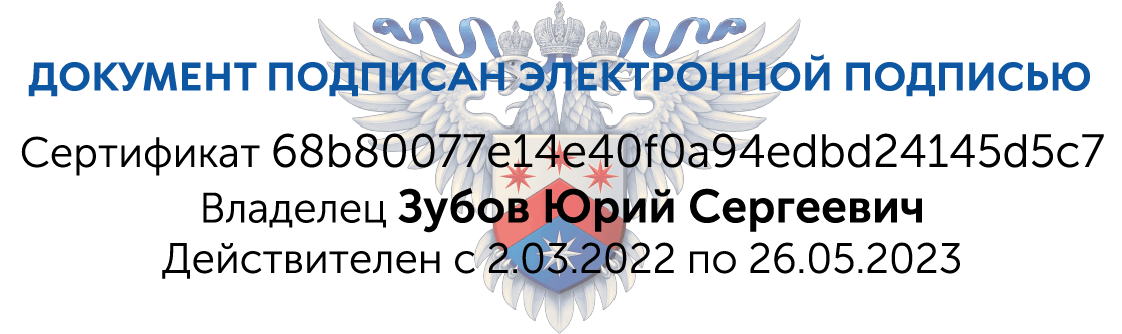 ДОКУМЕНТ ПОДПИСАН ЭЛЕКТРОННОЙ ПОДПИСЬЮ
Сертификат 68b80077e14e40f0a94edbd24145d5c7
Владелец Зубов Юрий Сергеевич
Действителен с 2.03.2022 по 26.05.2023